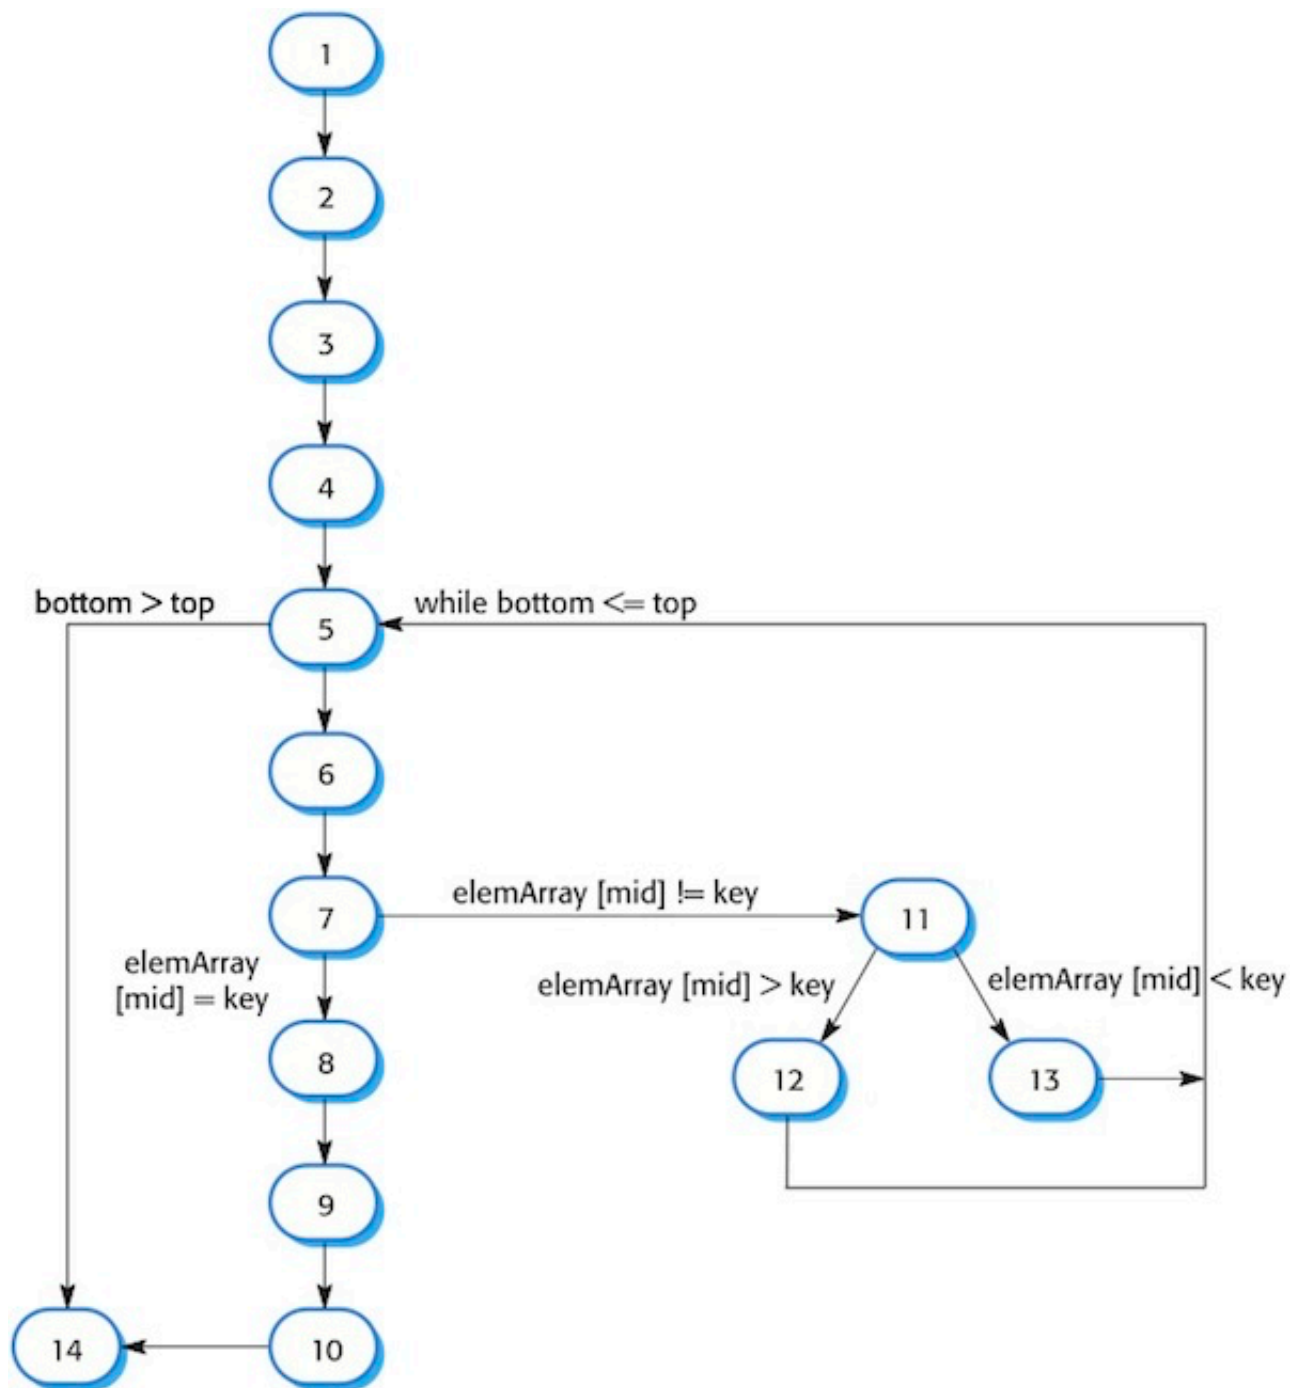 1
2
3
4
bottom > top
while bottom <= top
5
6
7
elemArray [mid] != key
11
elemArray
[mid] = key
elemArray [mid] > key
elemArray [mid] < key
8
12
13
9
14
10